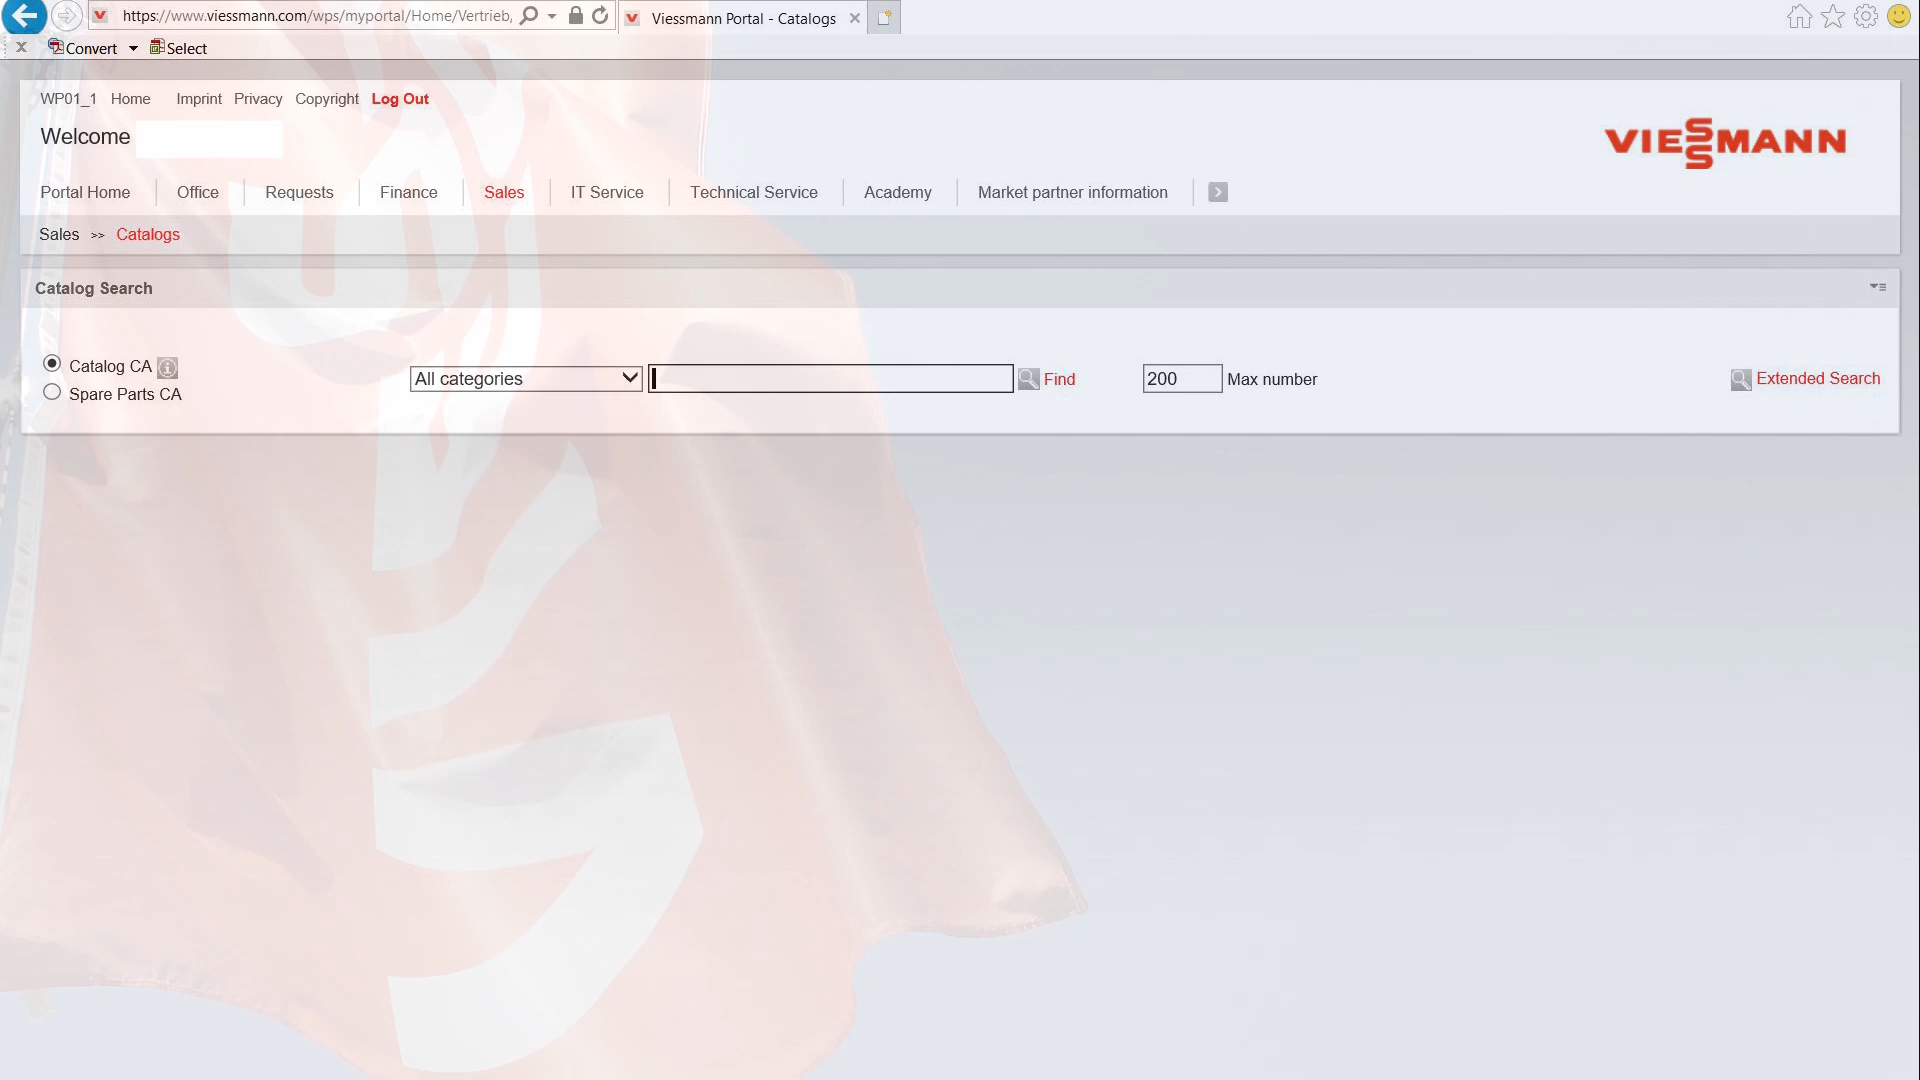 https://www.viessmann.com/wps/myportal/Home/Vertrieb,
Viessmann Portal - Catalogs
Convert
Select
WP01_1 Home Imprint Privacy Copyright Log Out
Welcome
VIESSMANN
Portal Home Office Requests Finance Sales IT Service Technical Service Academy Market partner information
Sales >> Catalogs
Catalog Search
Catalog CA
Spare Parts CA
All categories
Find
200 Max number
Extended Search